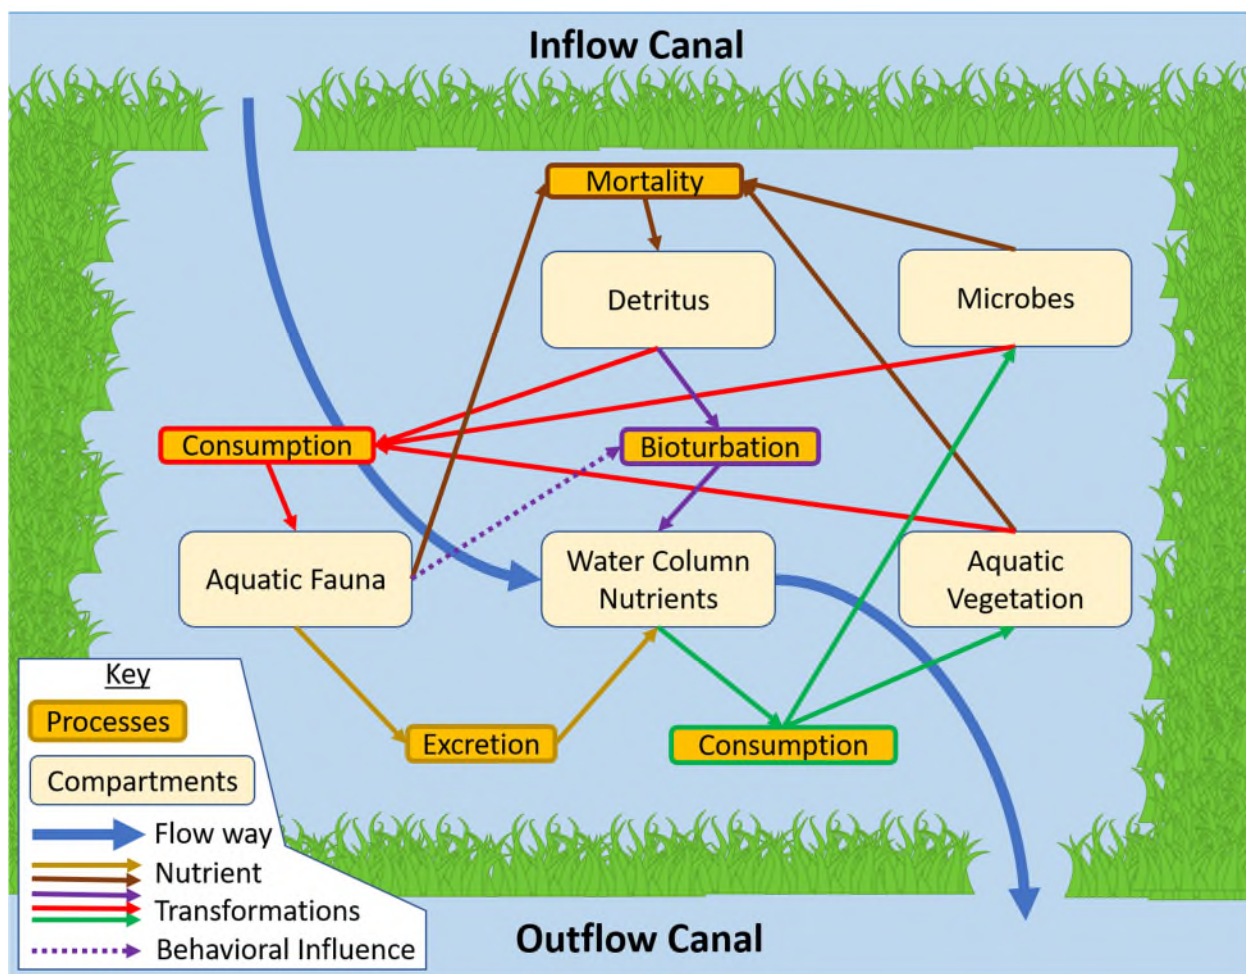 Inflow Canal
Mortality
Detritus
Microbes
Consumption
Bioturbation
Aquatic Fauna
Water Column
Nutrients
Aquatic
Vegetation
Excretion
Consumption
Key
Processes
Compartments
Flow way
Nutrient
Transformations
Behavioral Influence
Outflow Canal